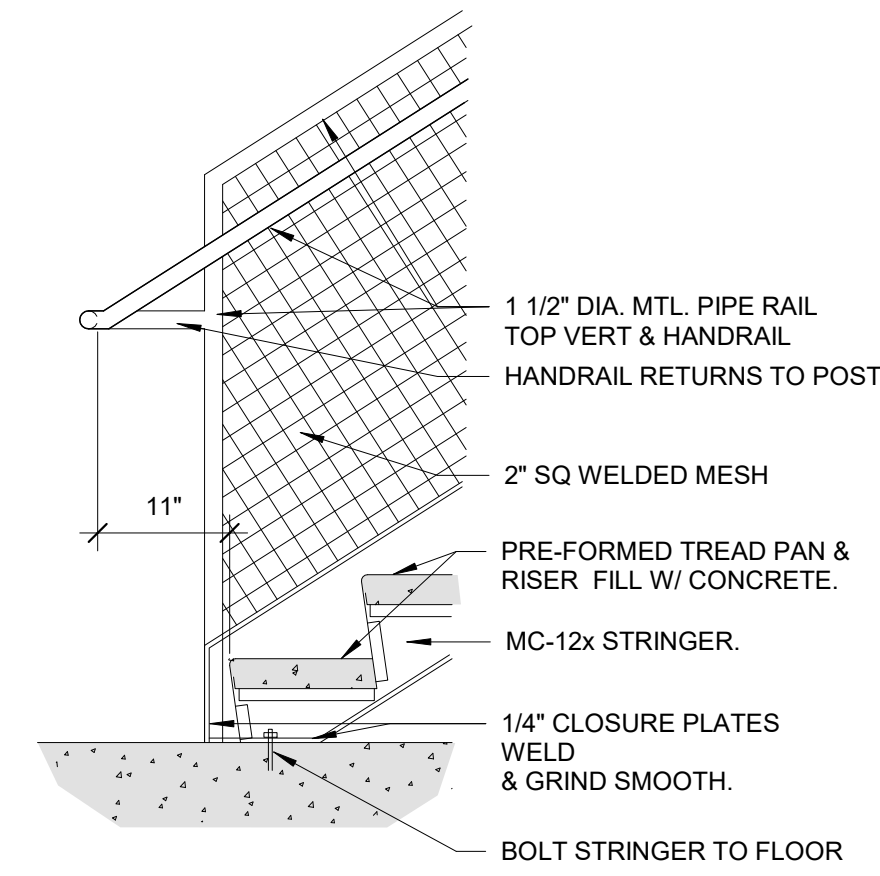 1 1/2" DIA. MTL. PIPE RAIL
TOP VERT & HANDRAIL
HANDRAIL RETURNS TO POST
2" SQ WELDED MESH
11"
PRE-FORMED TREAD PAN &
RISER FILL W/ CONCRETE.
MC-12x STRINGER.
1/4" CLOSURE PLATES
WELD
& GRIND SMOOTH.
BOLT STRINGER TO FLOOR